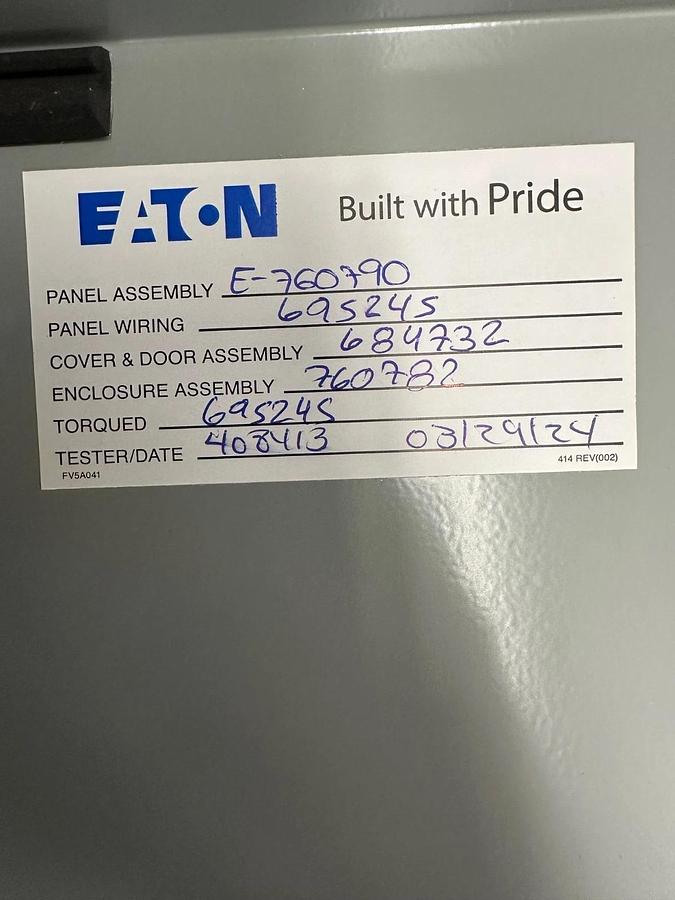 EATON Built with Pride
PANEL ASSEMBLY E-760790
PANEL WIRING 695245
COVER & DOOR ASSEMBLY 684732
ENCLOSURE ASSEMBLY 760782
TORQUED 695245
TESTER/DATE 408413 03/29/24
FV5A041 414 REV(002)